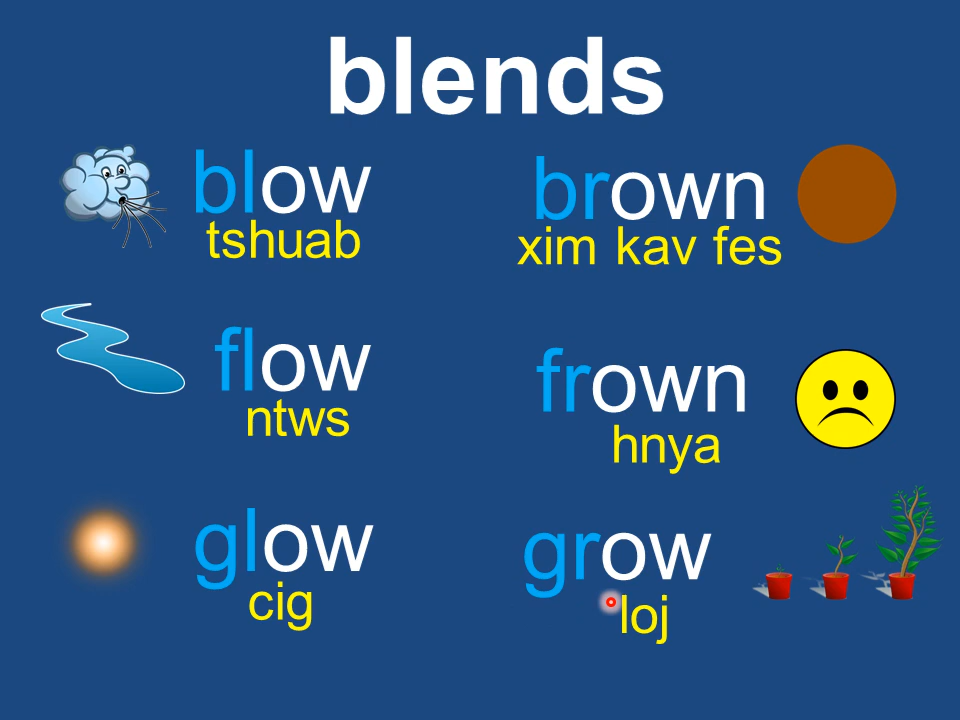 blends
blow
tshuab
brown
xim kav fes
flow
ntws
frown
hnya
glow
cig
grow
loj